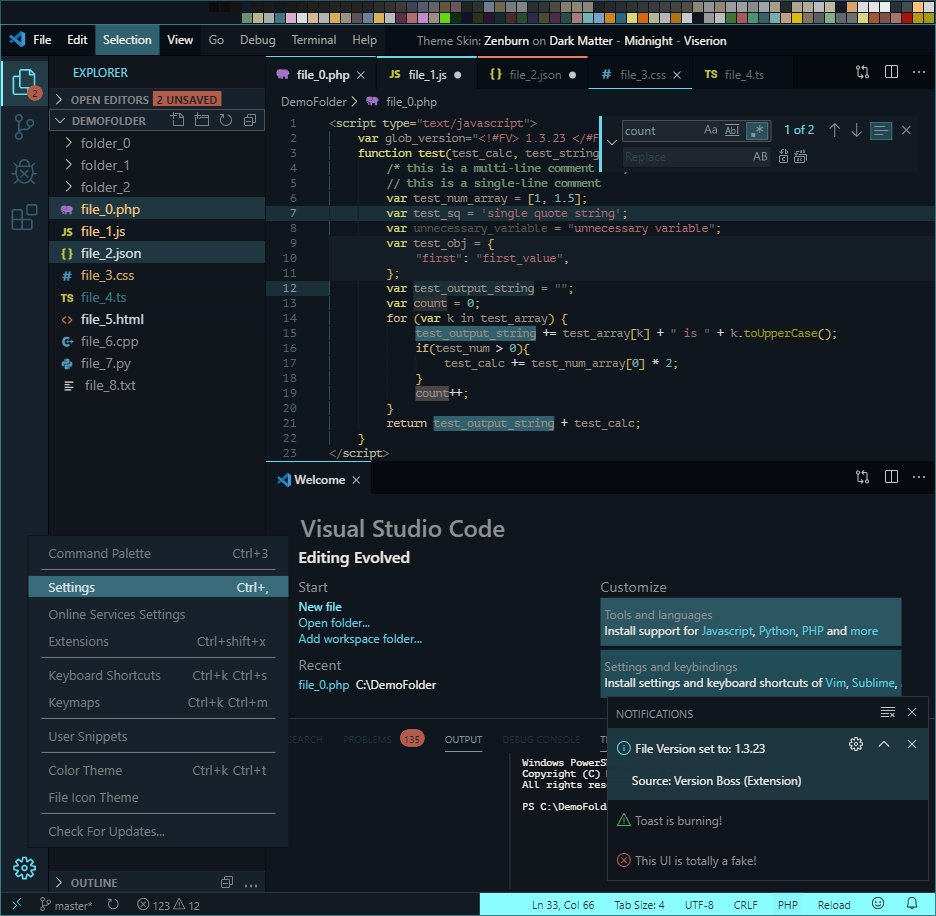 File Edit Selection View Go Debug Terminal Help Theme Skin: Zenburn on Dark Matter - Midnight - Viserion
2
EXPLORER
OPEN EDITORS 2 UNSAVED
DEMOFOLDER
folder_0
folder_1
folder_2
file_0.php
JS file_1.js
{} file_2.json
# file_3.css
TS file_4.ts
<> file_5.html
file_6.cpp
file_7.py
file_8.txt
file_0.php × JS file_1.js ● {} file_2.json ● # file_3.css × TS file_4.ts ...
DemoFolder > file_0.php
count Aa Abl .* 1 of 2
Replace AB
1 <script type="text/javascript">
2 var glob_version="<!#FV> 1.3.23 </#F
3 function test(test_calc, test_string
4 /* this is a multi-line comment
5 // this is a single-line comment
6 var test_num_array = [1, 1.5];
7 var test_sq = 'single quote string';
8 var unnecessary_variable = "unnecessary variable";
9 var test_obj = {
10 "first": "first_value",
11 };
12 var test_output_string = "";
13 var count = 0;
14 for (var k in test_array) {
15 test_output_string += test_array[k] + " is " + k.toUpperCase();
16 if(test_num > 0){
17 test_calc += test_num_array[0] * 2;
18 }
19 count++;
20 }
21 return test_output_string + test_calc;
22 }
23 </script>
Welcome × ...
Visual Studio Code
Editing Evolved
Start
New file
Open folder...
Add workspace folder...
Recent
file_0.php C:\DemoFolder
Customize
Tools and languages
Install support for Javascript, Python, PHP and more
Settings and keybindings
Install settings and keyboard shortcuts of Vim, Sublime,
Command Palette Ctrl+3
Settings Ctrl+,
Online Services Settings
Extensions Ctrl+shift+x
Keyboard Shortcuts Ctrl+k Ctrl+s
Keymaps Ctrl+k Ctrl+m
User Snippets
Color Theme Ctrl+k Ctrl+t
File Icon Theme
Check For Updates...
SEARCH PROBLEMS 135 OUTPUT DEBUG CONSOLE
Windows PowerS
Copyright (C)
All rights res
PS C:\DemoFold
NOTIFICATIONS
File Version set to: 1.3.23
Source: Version Boss (Extension)
Toast is burning!
This UI is totally a fake!
OUTLINE ...
master* 123 12 Ln 33, Col 66 Tab Size: 4 UTF-8 CRLF PHP Reload